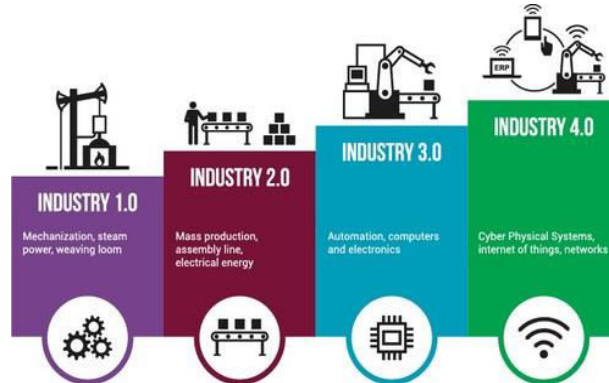 ERP
INDUSTRY 1.0
Mechanization, steam
power, weaving loom
INDUSTRY 2.0
Mass production,
assembly line,
electrical energy
INDUSTRY 3.0
Automation, computers
and electronics
INDUSTRY 4.0
Cyber Physical Systems,
internet of things, networks